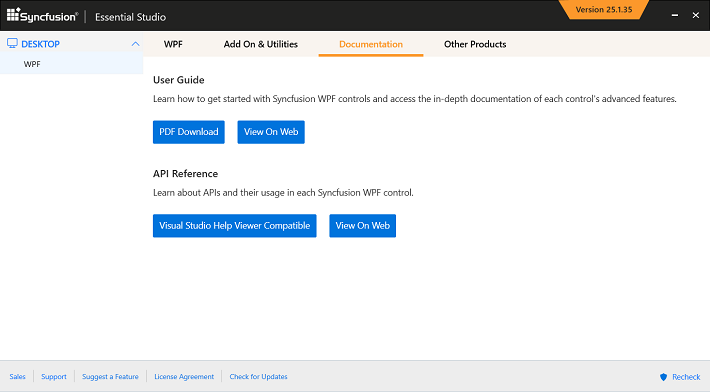 Syncfusion® | Essential Studio
Version 25.1.35
DESKTOP
WPF
WPF Add On & Utilities Documentation Other Products
User Guide
Learn how to get started with Syncfusion WPF controls and access the in-depth documentation of each control's advanced features.
PDF Download View On Web
API Reference
Learn about APIs and their usage in each Syncfusion WPF control.
Visual Studio Help Viewer Compatible View On Web
Sales Support Suggest a Feature License Agreement Check for Updates Recheck